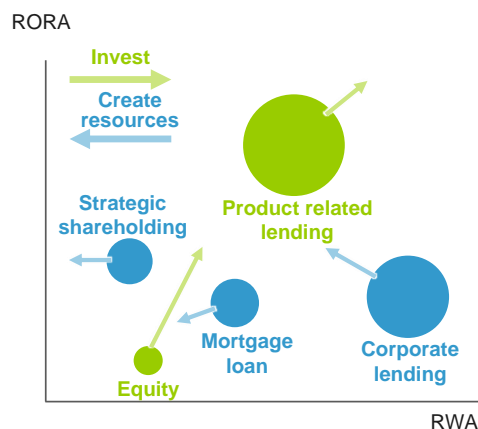 RORA
Invest
Create
resources
Strategic
shareholding
Product related
lending
Mortgage
loan
Corporate
lending
Equity
RWA